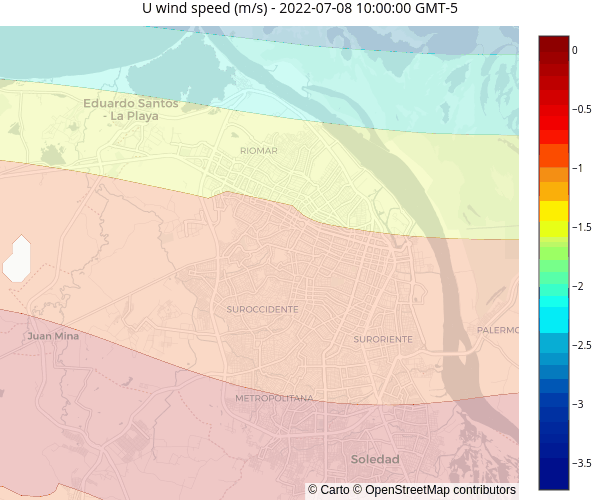 U wind speed (m/s) - 2022-07-08 10:00:00 GMT-5
0
−0.5
−1
−1.5
−2
−2.5
−3
−3.5
Eduardo Santos
- La Playa
RIOMAR
SUROCCIDENTE
SURORIENTE
PALERMO
Juan Mina
METROPOLITANA
Soledad
© Carto © OpenStreetMap contributors